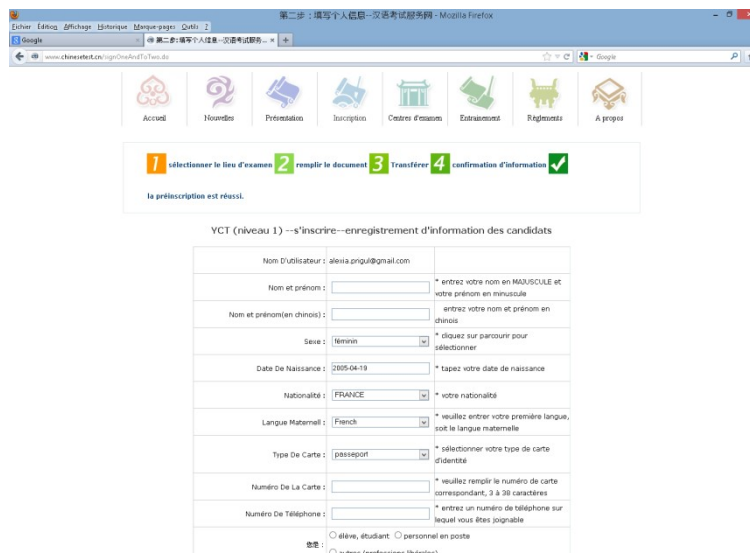 第二步：填写个人信息--汉语考试服务网 - Mozilla Firefox
Fichier Édition Affichage Historique Marque-pages Outils ?
Google
第二步:填写个人信息--汉语考试服务... × +
www.chinesetest.cn/signOneAndToTwo.do
Google
Accueil Nouvelles Présentation Inscription Centres d'examen Entrainement Règlements A propos
1 sélectionner le lieu d'examen 2 remplir le document 3 Transférer 4 confirmation d'information
la préinscription est réussi.
YCT (niveau 1) --s'inscrire--enregistrement d'information des candidats
Nom D'utilisateur : alexia.prigul@gmail.com
Nom et prénom : * entrez votre nom en MAJUSCULE et
votre prénom en minuscule
Nom et prénom(en chinois) : entrez votre nom et prénom en
chinois
Sexe : féminin * cliquez sur parcourir pour
sélectionner
Date De Naissance : 2005-04-19 * tapez votre date de naissance
Nationalité : FRANCE * votre nationalité
Langue Maternell : French * veuillez entrer votre première langue,
soit le langue maternelle
Type De Carte : passeport * sélectionner votre type de carte
d'identité
Numéro De La Carte : * veuillez remplir le numéro de carte
correspondant, 3 à 38 caractères
Numéro De Téléphone : * entrez un numéro de téléphone sur
lequel vous êtes joignable
您是 : élève, étudiant personnel en poste
autres (professions libérales)